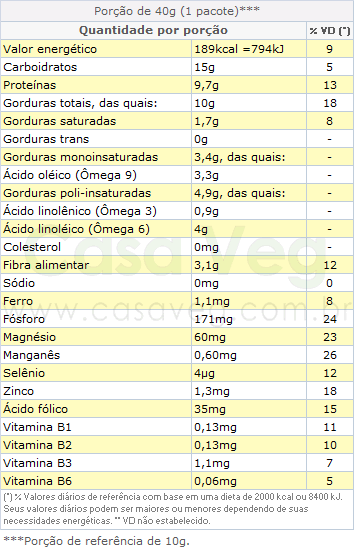 Porção de 40g (1 pacote)***
Quantidade por porção % VD (*)
Valor energético 189kcal =794kJ 9
Carboidratos 15g 5
Proteínas 9,7g 13
Gorduras totais, das quais: 10g 18
Gorduras saturadas 1,7g 8
Gorduras trans 0g -
Gorduras monoinsaturadas 3,4g, das quais: -
Ácido oléico (Ômega 9) 3,3g -
Gorduras poli-insaturadas 4,9g, das quais: -
Ácido linolênico (Ômega 3) 0,9g -
Ácido linoléico (Ômega 6) 4g -
Colesterol 0mg -
Fibra alimentar 3,1g 12
Sódio 0mg 0
Ferro 1,1mg 8
Fósforo 171mg 24
Magnésio 60mg 23
Manganês 0,60mg 26
Selênio 4µg 12
Zinco 1,3mg 18
Ácido fólico 35mg 15
Vitamina B1 0,13mg 11
Vitamina B2 0,13mg 10
Vitamina B3 1,1mg 7
Vitamina B6 0,06mg 5
(*) % Valores diários de referência com base em uma dieta de 2000 kcal ou 8400 kJ.
Seus valores diários podem ser maiores ou menores dependendo de suas
necessidades energéticas. ** VD não estabelecido.
***Porção de referência de 10g.
Casa Veg
www.casaveg.com.br